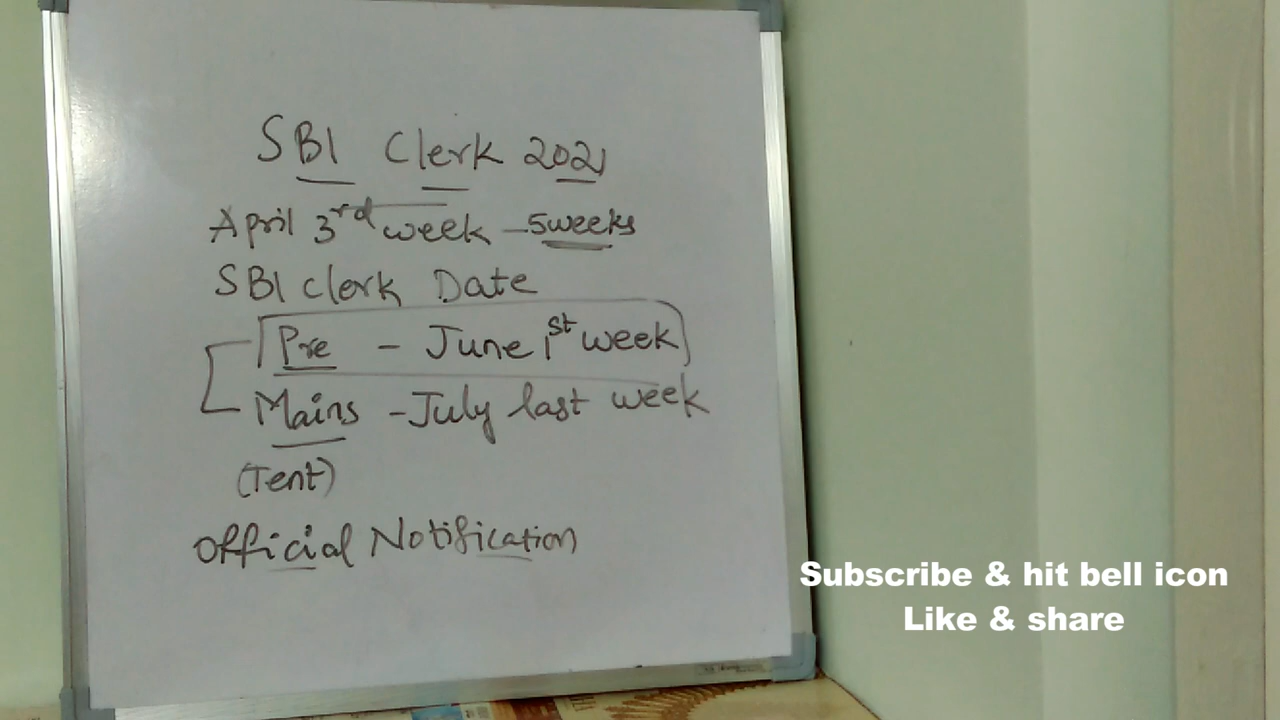 SBI Clerk 2021
April 3rd week - 5weeks
SBI clerk Date
Pre - June 1st week
Mains - July last week
(Tent)
official Notification
Subscribe & hit bell icon
Like & share